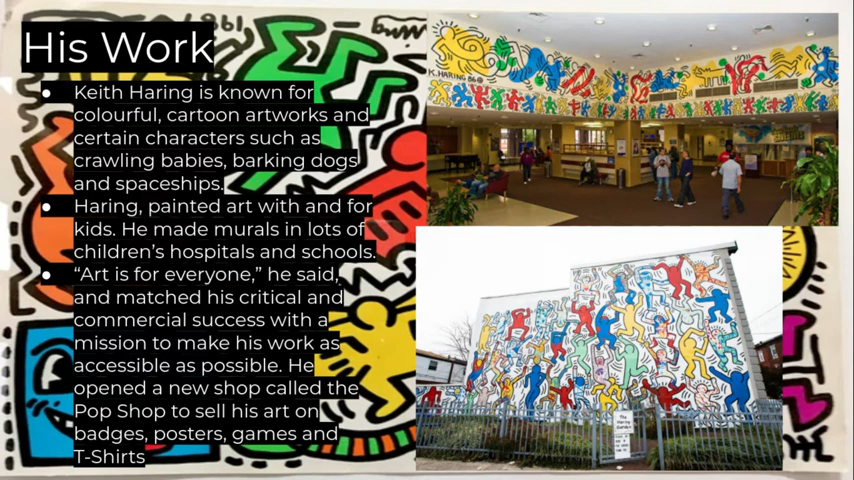 His Work
● Keith Haring is known for
colourful, cartoon artworks and
certain characters such as
crawling babies, barking dogs
and spaceships.
● Haring, painted art with and for
kids. He made murals in lots of
children’s hospitals and schools.
● “Art is for everyone,” he said,
and matched his critical and
commercial success with a
mission to make his work as
accessible as possible. He
opened a new shop called the
Pop Shop to sell his art on
badges, posters, games and
T-Shirts
K.HARING 86
The
Haring
Garden